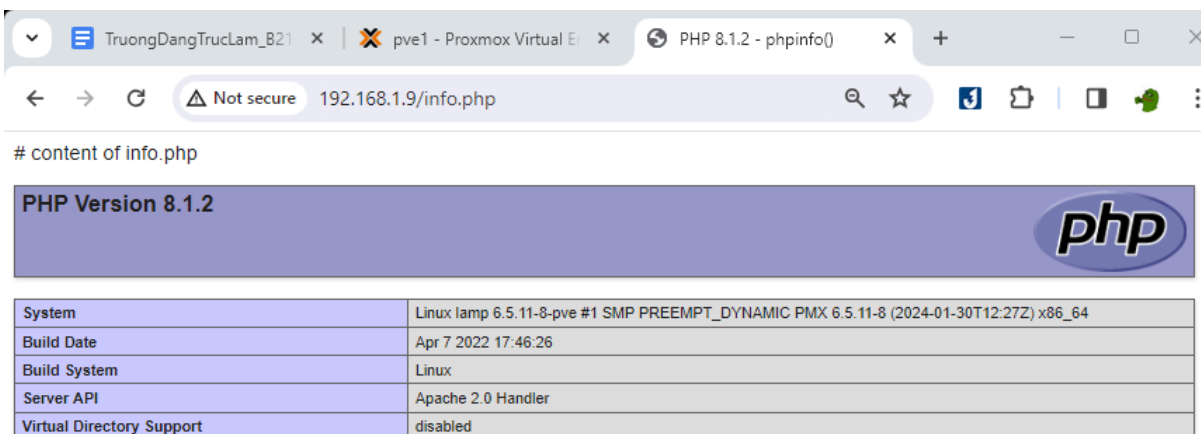 TruongDangTrucLam_B21
pve1 - Proxmox Virtual E
PHP 8.1.2 - phpinfo()
Not secure
192.168.1.9/info.php
# content of info.php
PHP Version 8.1.2
php
System Linux lamp 6.5.11-8-pve #1 SMP PREEMPT_DYNAMIC PMX 6.5.11-8 (2024-01-30T12:27Z) x86_64
Build Date Apr 7 2022 17:46:26
Build System Linux
Server API Apache 2.0 Handler
Virtual Directory Support disabled